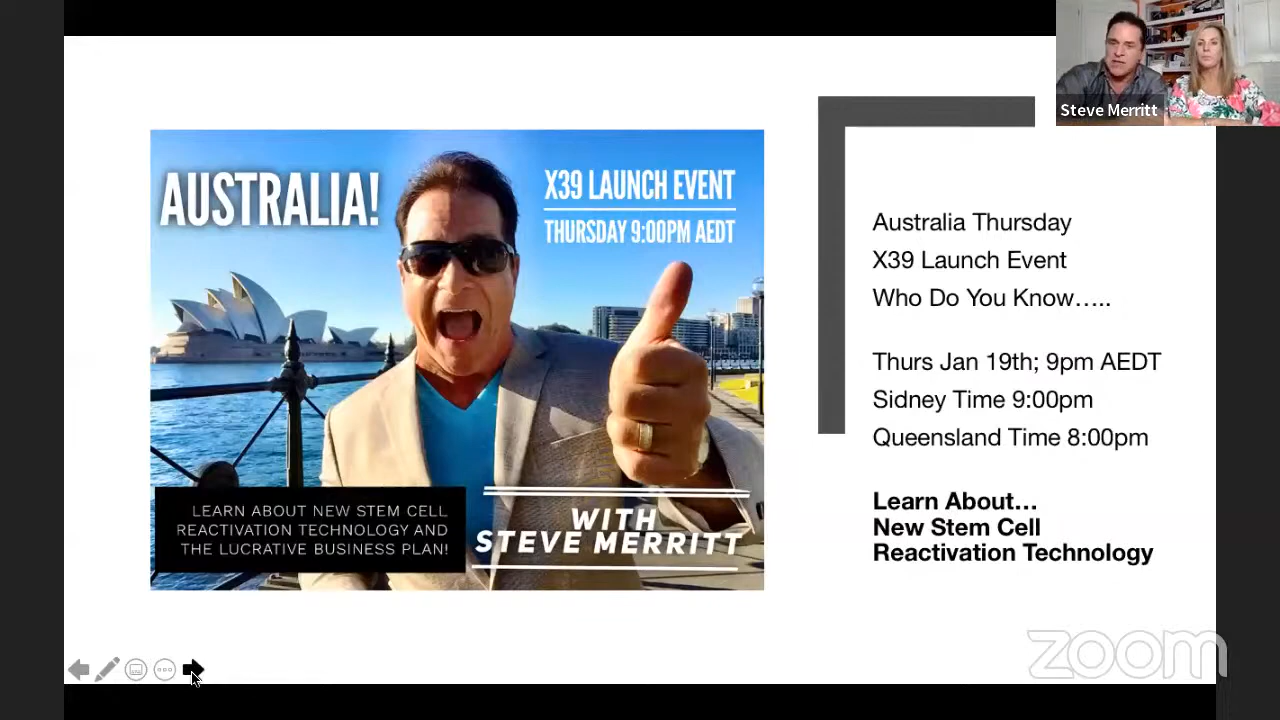 Steve Merritt
AUSTRALIA!
X39 LAUNCH EVENT
THURSDAY 9:00PM AEDT
LEARN ABOUT NEW STEM CELL
REACTIVATION TECHNOLOGY AND
THE LUCRATIVE BUSINESS PLAN!
WITH
STEVE MERRITT
Australia Thursday
X39 Launch Event
Who Do You Know…..
Thurs Jan 19th; 9pm AEDT
Sidney Time 9:00pm
Queensland Time 8:00pm
Learn About…
New Stem Cell
Reactivation Technology
zoom